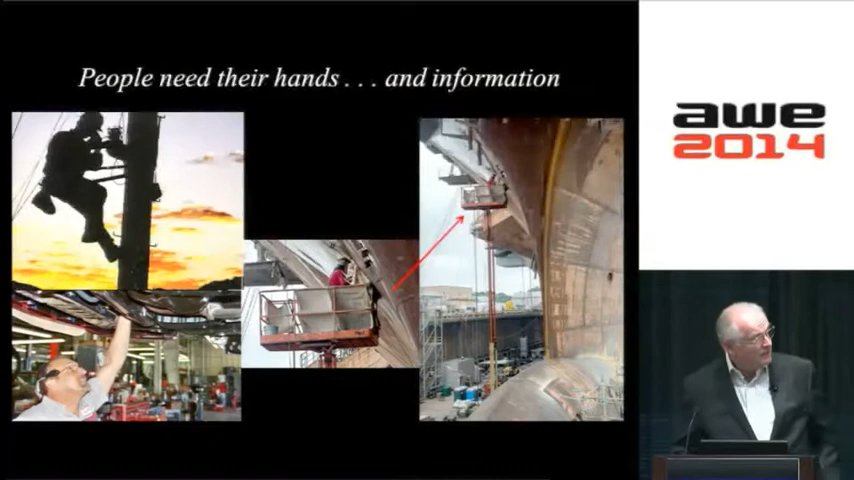 People need their hands . . . and information
awe
2014